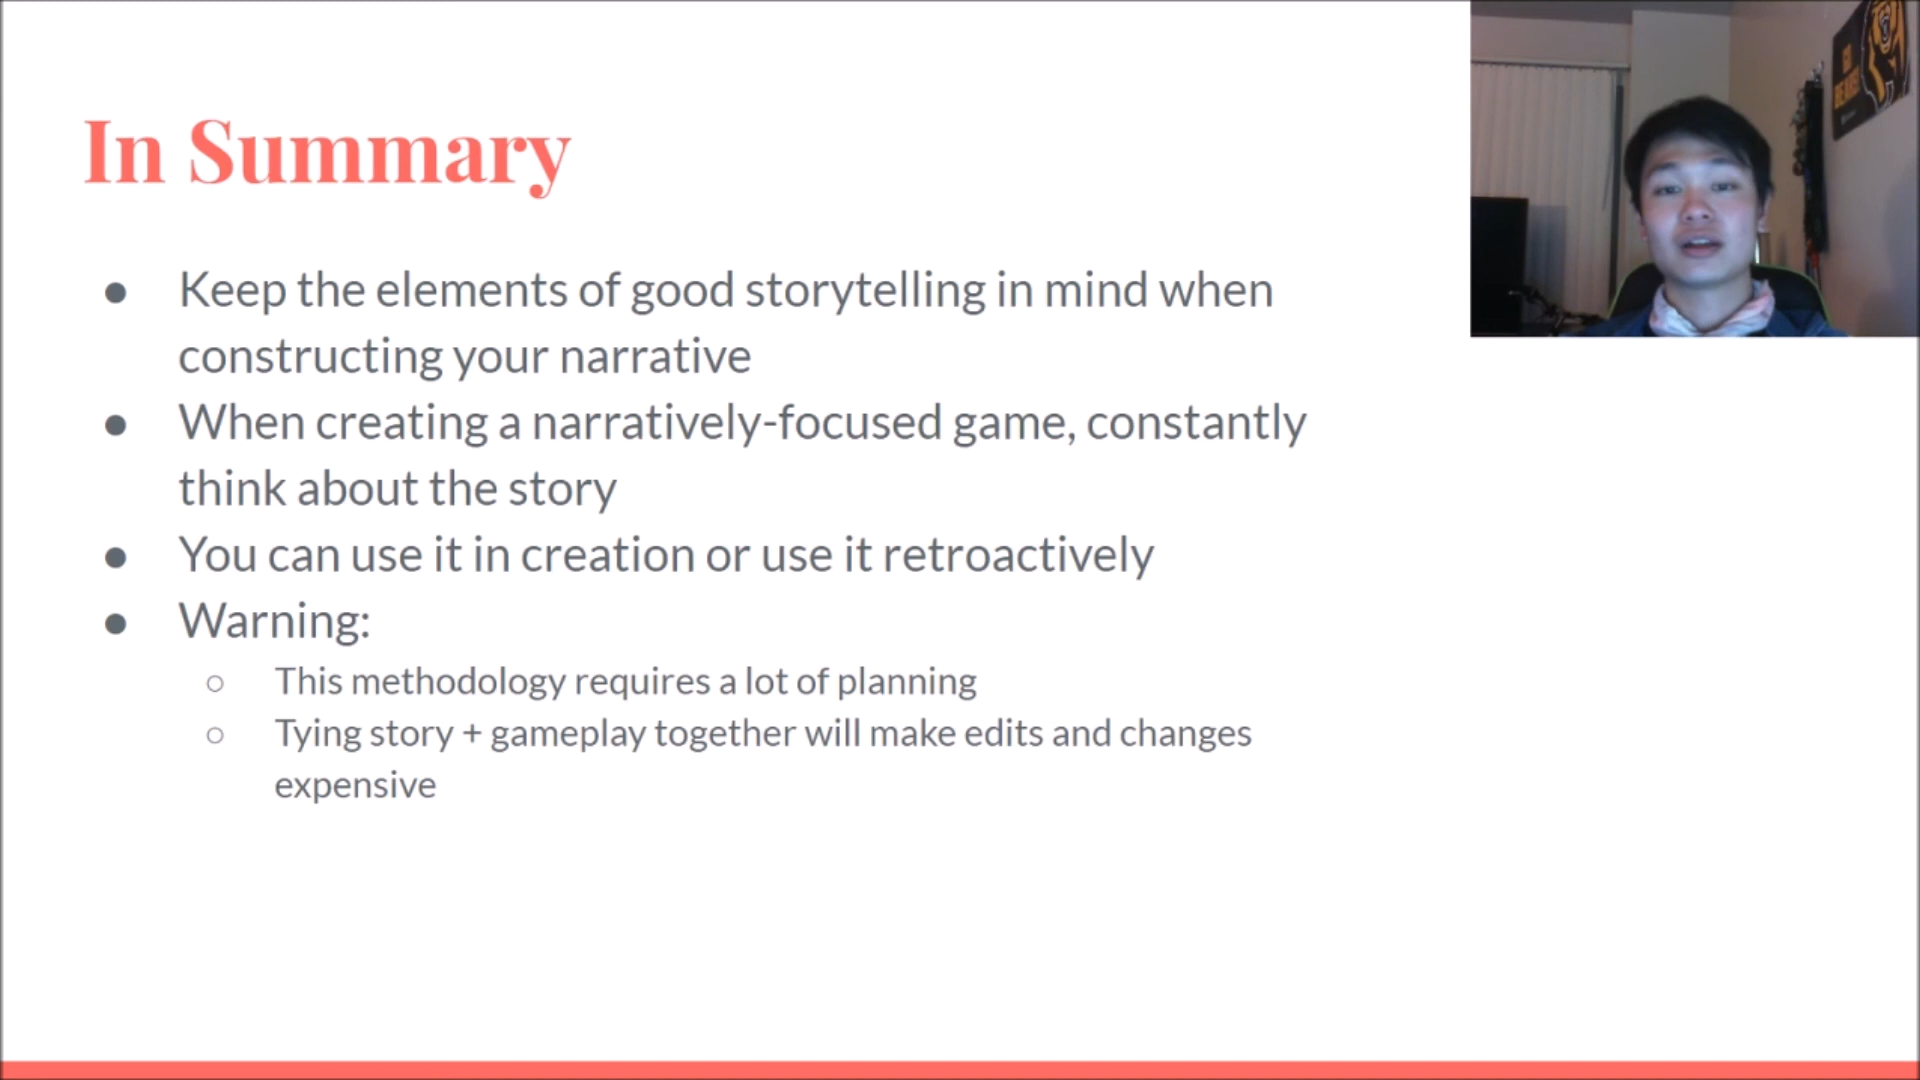 In Summary
● Keep the elements of good storytelling in mind when
constructing your narrative
● When creating a narratively-focused game, constantly
think about the story
● You can use it in creation or use it retroactively
● Warning:
○ This methodology requires a lot of planning
○ Tying story + gameplay together will make edits and changes
expensive
GO
BEARS!